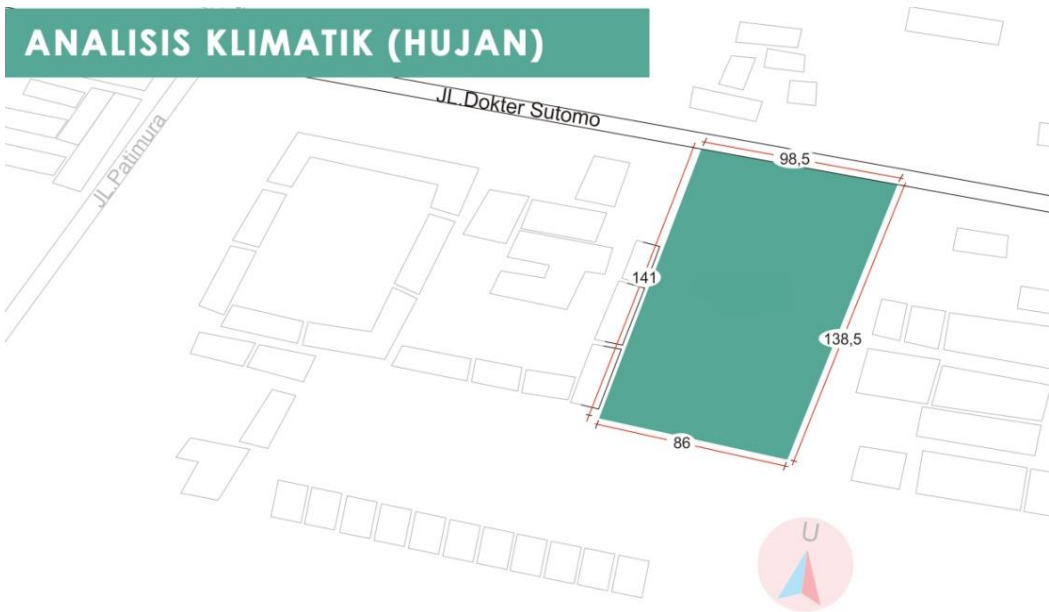 ANALISIS KLIMATIK (HUJAN)
JL.Dokter Sutomo
JL.Patimura
98,5
141
138,5
86
U